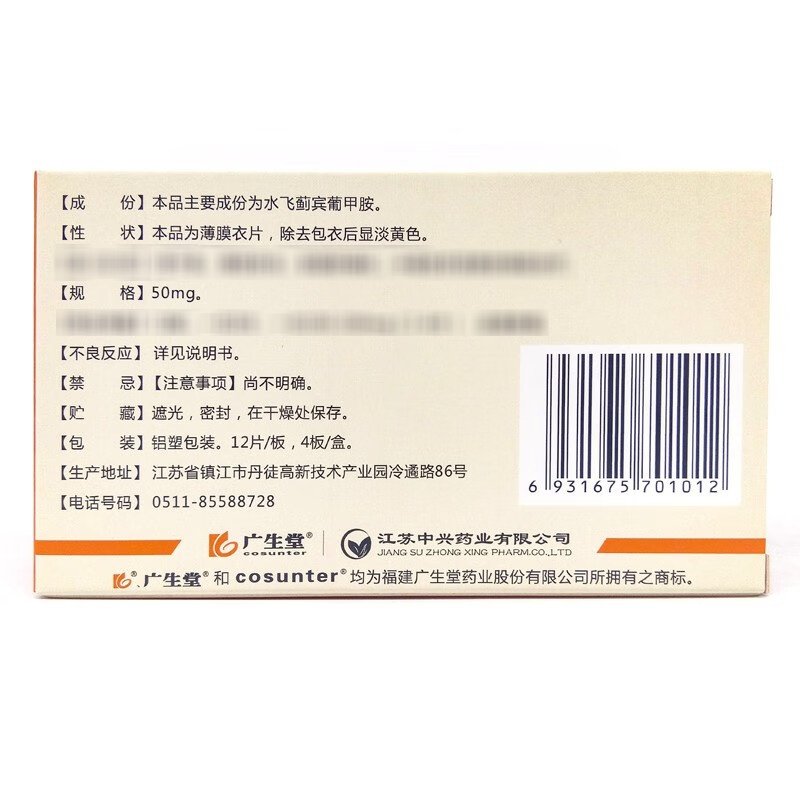 【成　份】本品主要成份为水飞蓟宾葡甲胺。
【性　状】本品为薄膜衣片，除去包衣后显淡黄色。
【规　格】50mg。
【不良反应】详见说明书。
【禁　忌】【注意事项】尚不明确。
【贮　藏】遮光，密封，在干燥处保存。
【包　装】铝塑包装。12片/板，4板/盒。
【生产地址】江苏省镇江市丹徒高新技术产业园冷遹路86号
【电话号码】0511-85588728
6 931675 701012
广生堂® cosunter® 江苏中兴药业有限公司
JIANG SU ZHONG XING PHARM.CO.,LTD
®、广生堂®和 cosunter® 均为福建广生堂药业股份有限公司所拥有之商标。